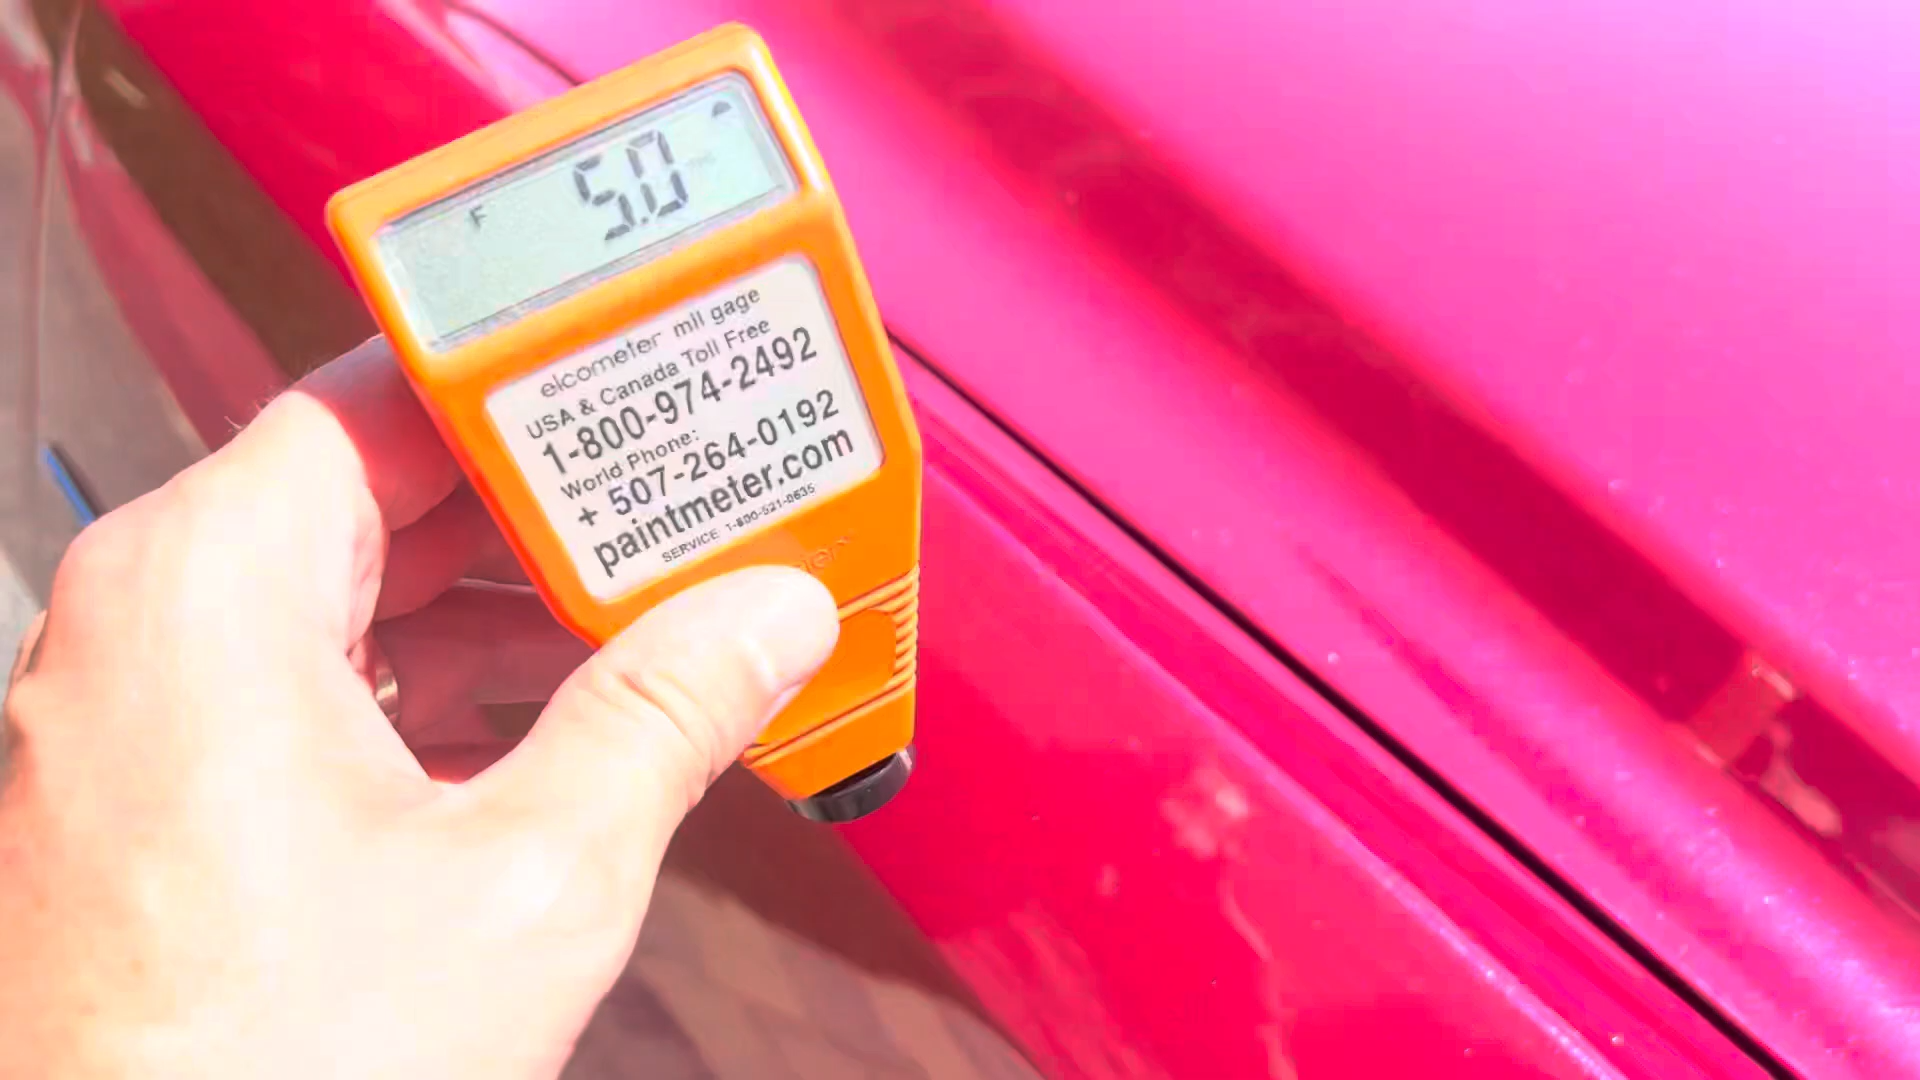 F 5.0
elcometer mil gage
USA & Canada Toll Free
1-800-974-2492
World Phone:
+ 507-264-0192
paintmeter.com
SERVICE: 1-800-521-0635